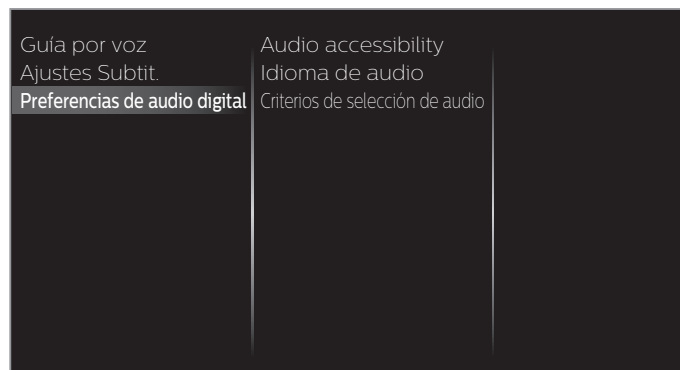 Guía por voz
Ajustes Subtit.
Preferencias de audio digital
Audio accessibility
Idioma de audio
Criterios de selección de audio